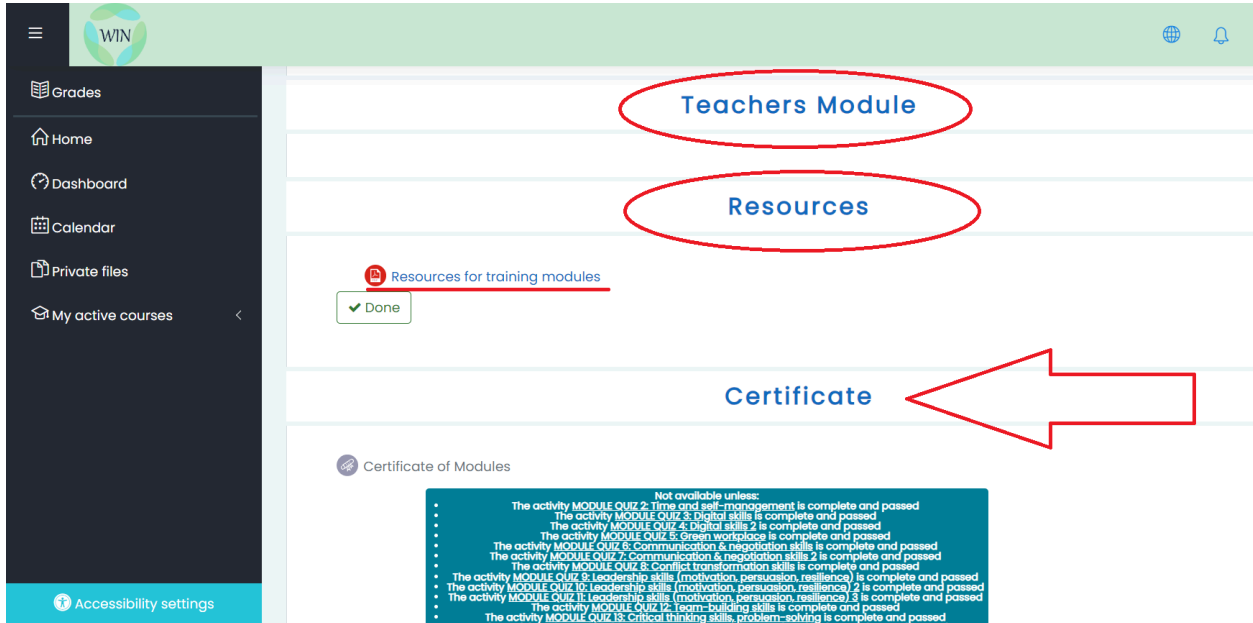 WIN
Grades
Home
Dashboard
Calendar
Private files
My active courses
Accessibility settings
Teachers Module
Resources
Resources for training modules
Done
Certificate
Certificate of Modules
Not available unless:
The activity MODULE QUIZ 2: Time and self-management is complete and passed
The activity MODULE QUIZ 3: Digital skills is complete and passed
The activity MODULE QUIZ 4: Digital skills 2 is complete and passed
The activity MODULE QUIZ 5: Green workplace is complete and passed
The activity MODULE QUIZ 6: Communication & negotiation skills is complete and passed
The activity MODULE QUIZ 7: Communication & negotiation skills 2 is complete and passed
The activity MODULE QUIZ 8: Conflict transformation skills is complete and passed
The activity MODULE QUIZ 9: Leadership skills (motivation, persuasion, resilience) is complete and passed
The activity MODULE QUIZ 10: Leadership skills (motivation, persuasion, resilience) 2 is complete and passed
The activity MODULE QUIZ 11: Leadership skills (motivation, persuasion, resilience) 3 is complete and passed
The activity MODULE QUIZ 12: Team-building skills is complete and passed
The activity MODULE QUIZ 13: Critical thinking skills, problem-solving is complete and passed